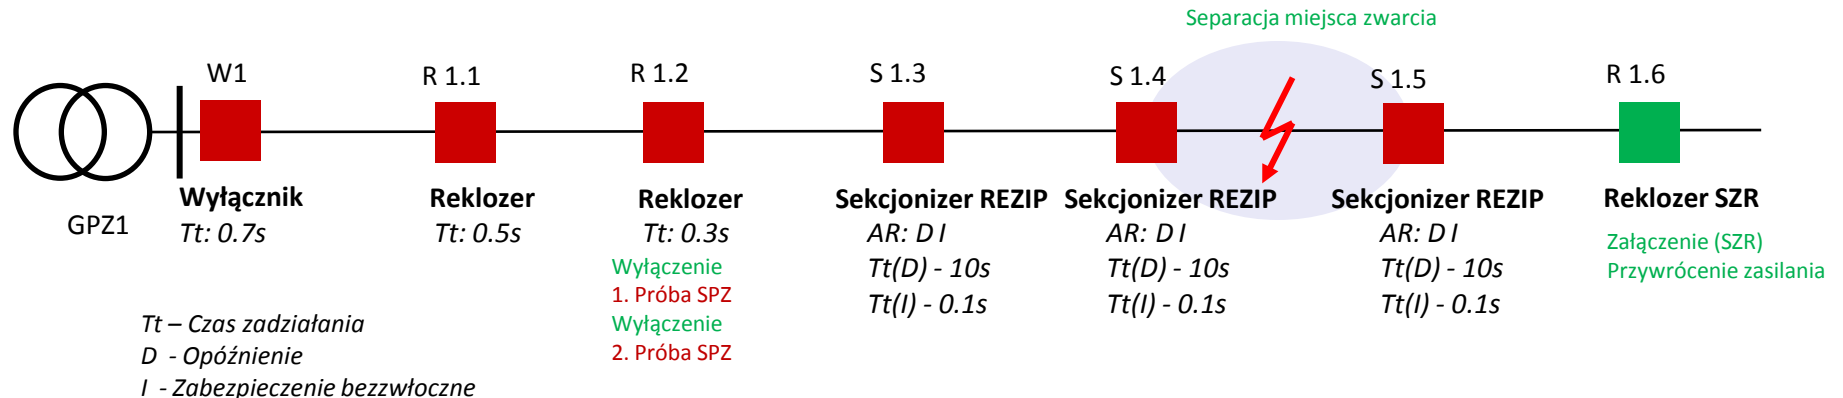 Separacja miejsca zwarcia
W1
R 1.1
R 1.2
S 1.3
S 1.4
S 1.5
R 1.6
GPZ1
Wyłącznik
Tt: 0.7s
Reklozer
Tt: 0.5s
Reklozer
Tt: 0.3s
Wyłączenie
1. Próba SPZ
Wyłączenie
2. Próba SPZ
Sekcjonizer REZIP
AR: D I
Tt(D) - 10s
Tt(I) - 0.1s
Sekcjonizer REZIP
AR: D I
Tt(D) - 10s
Tt(I) - 0.1s
Sekcjonizer REZIP
AR: D I
Tt(D) - 10s
Tt(I) - 0.1s
Reklozer SZR
Załączenie (SZR)
Przywrócenie zasilania
Tt – Czas zadziałania
D - Opóźnienie
I - Zabezpieczenie bezzwłoczne